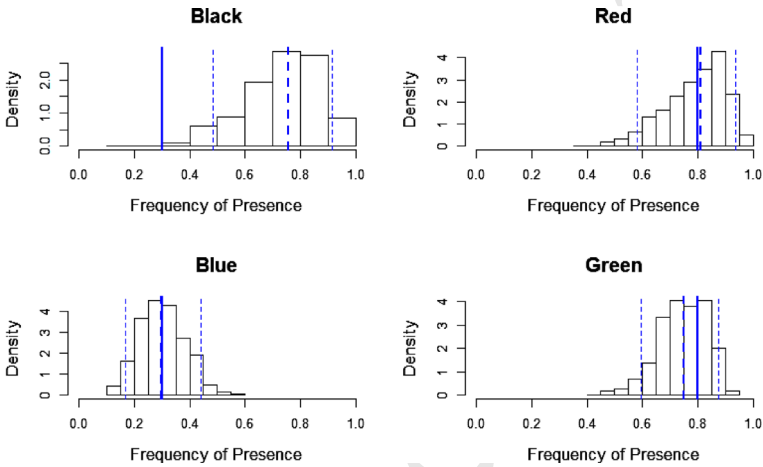 Black
Density
0.0 1.0 2.0
0.0 0.2 0.4 0.6 0.8 1.0
Frequency of Presence
Red
Density
0 1 2 3 4
0.0 0.2 0.4 0.6 0.8 1.0
Frequency of Presence
Blue
Density
0 1 2 3 4
0.0 0.2 0.4 0.6 0.8 1.0
Frequency of Presence
Green
Density
0 1 2 3 4
0.0 0.2 0.4 0.6 0.8 1.0
Frequency of Presence